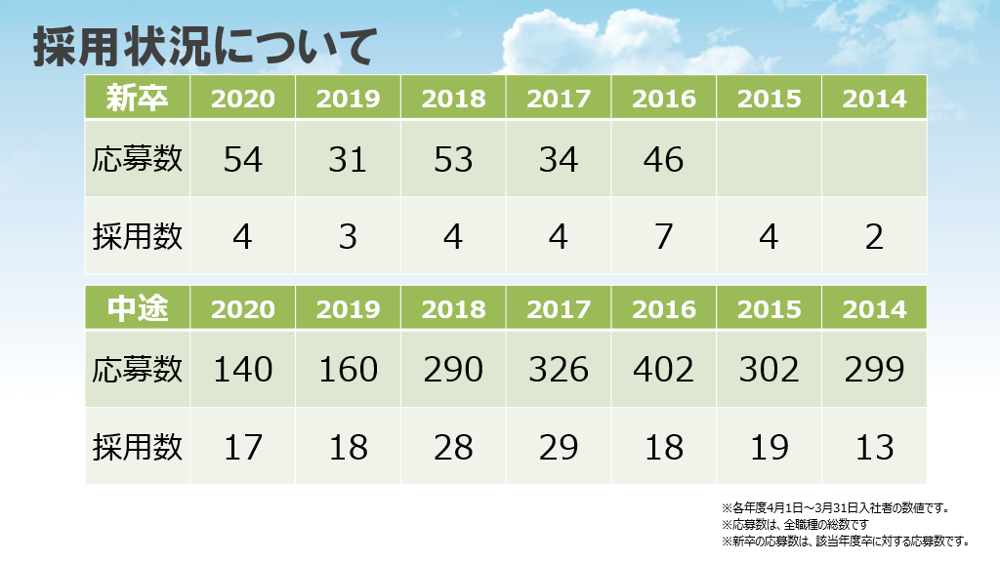 採用状況について
新卒 2020 2019 2018 2017 2016 2015 2014
応募数 54 31 53 34 46
採用数 4 3 4 4 7 4 2
中途 2020 2019 2018 2017 2016 2015 2014
応募数 140 160 290 326 402 302 299
採用数 17 18 28 29 18 19 13
※各年度4月1日～3月31日入社者の数値です。
※応募数は、全職種の総数です
※新卒の応募数は、該当年度卒に対する応募数です。